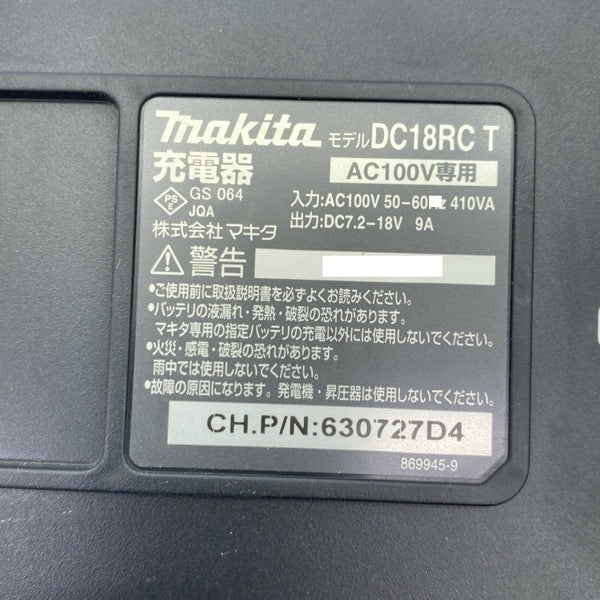 makita モデル DC18RC T
充電器 AC100V専用
PSE GS 064
JQA
入力:AC100V 50-60 410VA
出力:DC7.2-18V 9A
株式会社 マキタ
警告
•ご使用前に取扱説明書を必ずよくお読みください。
•バッテリの液漏れ・発熱・破裂の恐れがあります。
マキタ専用の指定バッテリの充電以外には使用しないでください。
•火災・感電・破裂の恐れがあります。
雨中では使用しないでください。
•故障の原因になります。発電機・昇圧器は使用しないでください。
CH.P/N:630727D4
869945-9